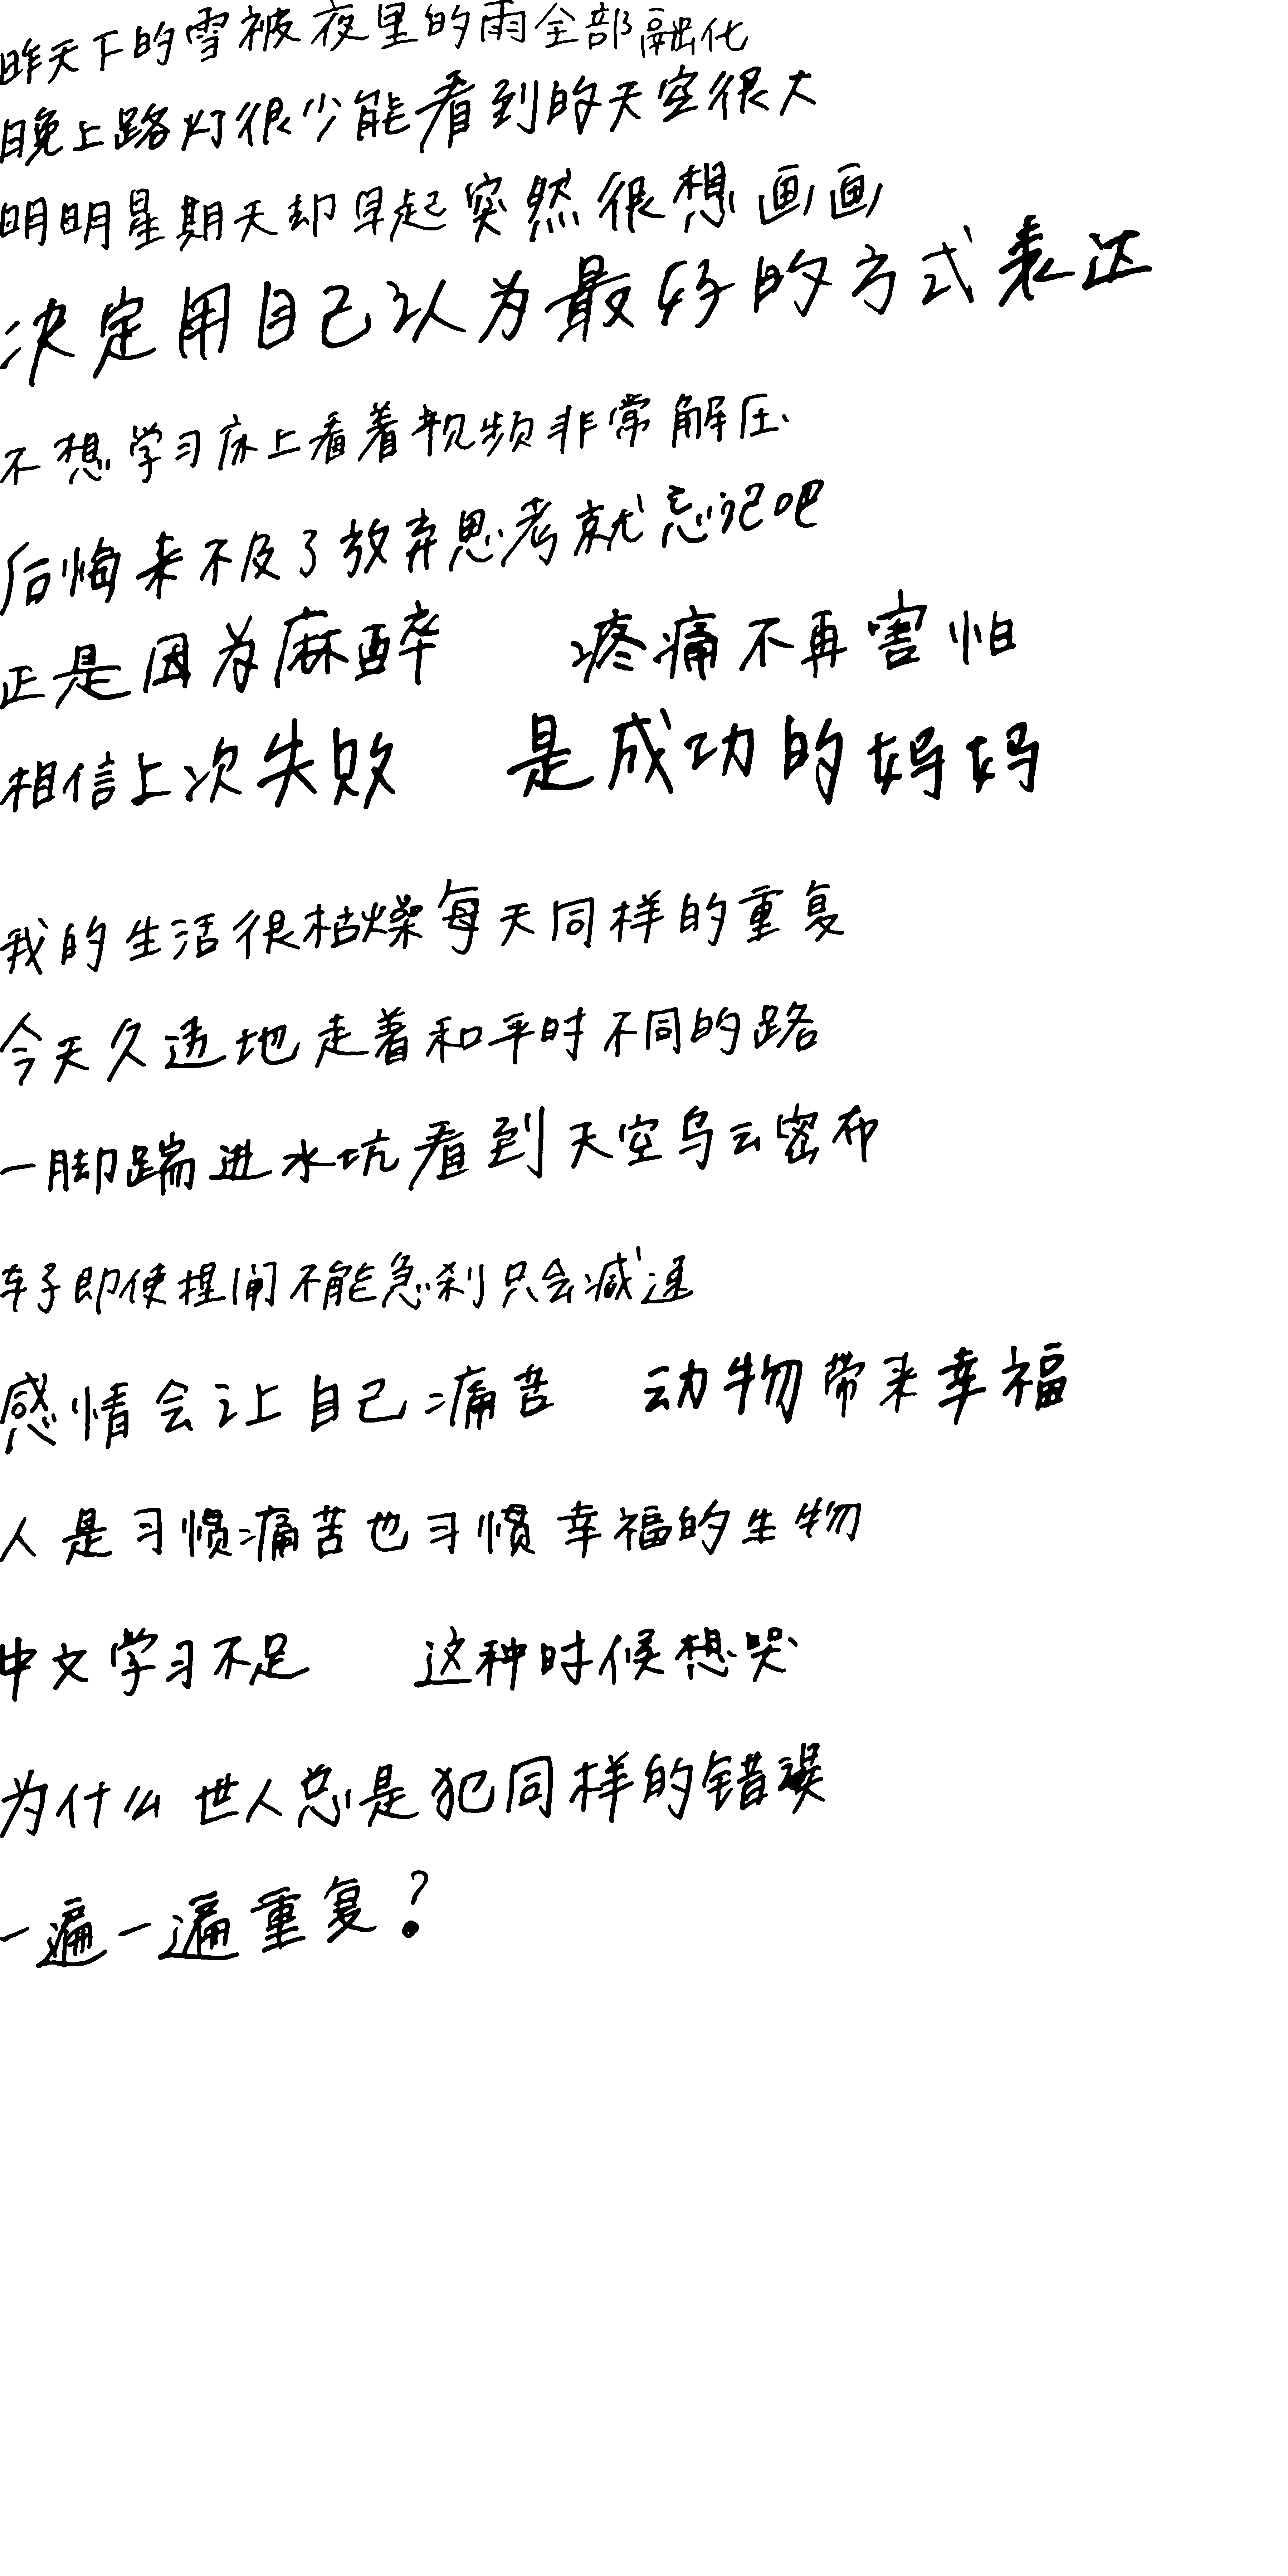 昨天下的雪被夜里的雨全部融化
晚上路灯很少能看到的天空很大
明明星期天却早起突然很想画画
决定用自己以为最好的方式表达
不想学习床上看着视频非常解压
后悔来不及了放弃思考就忘记吧
正是因为麻醉 疼痛不再害怕
相信上次失败 是成功的妈妈
我的生活很枯燥每天同样的重复
今天久违地走着和平时不同的路
一脚踹进水坑看到天空乌云密布
车子即使捏闸不能急刹只会减速
感情会让自己痛苦 动物带来幸福
人是习惯痛苦也习惯幸福的生物
中文学习不足 这种时候想哭
为什么世人总是犯同样的错误
一遍一遍重复？